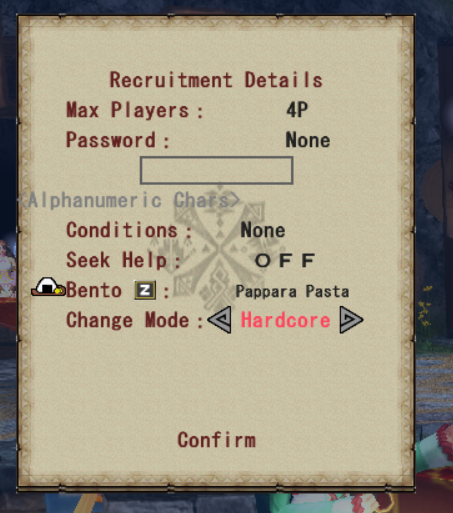 Recruitment Details
Max Players : 4P
Password : None
<Alphanumeric Chars>
Conditions : None
Seek Help : OFF
Bento Z : Pappara Pasta
Change Mode : Hardcore
Confirm